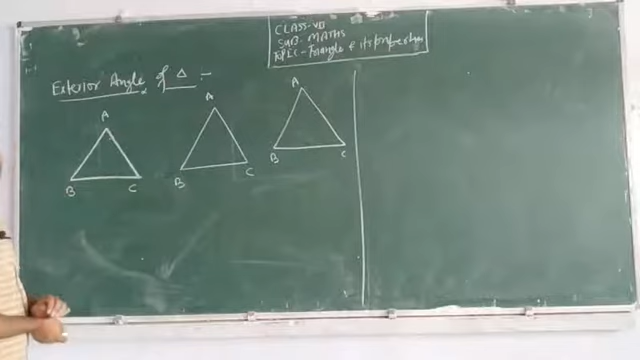 CLASS-VII
SUB- MATHS
TOPIC- Triangle & its properties
Exterior Angle of △ :-
A
B C
A
B C
A
B C